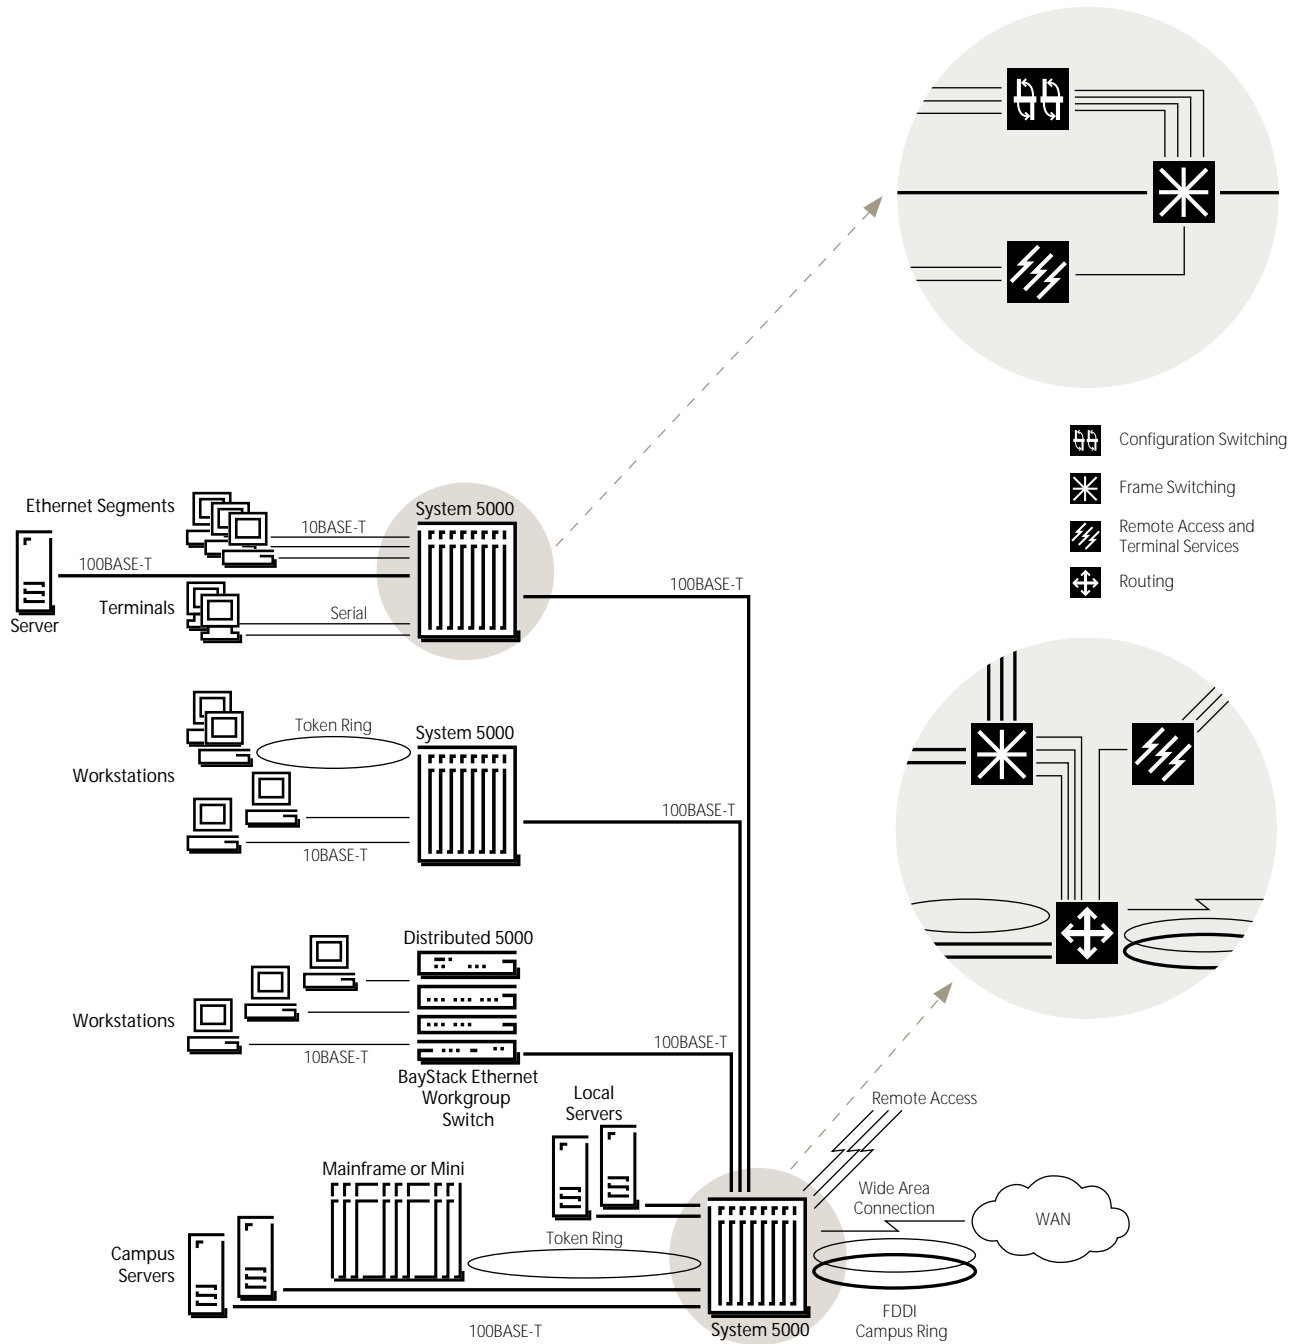 Configuration Switching
Frame Switching
Remote Access and
Terminal Services
Routing
Ethernet Segments
10BASE-T
System 5000
100BASE-T
100BASE-T
Terminals
Serial
Server
Token Ring
System 5000
Workstations
100BASE-T
10BASE-T
Distributed 5000
Workstations
100BASE-T
10BASE-T
BayStack Ethernet
Workgroup
Switch
Local
Servers
Remote Access
Mainframe or Mini
Wide Area
Connection
WAN
Token Ring
Campus
Servers
FDDI
Campus Ring
100BASE-T
System 5000